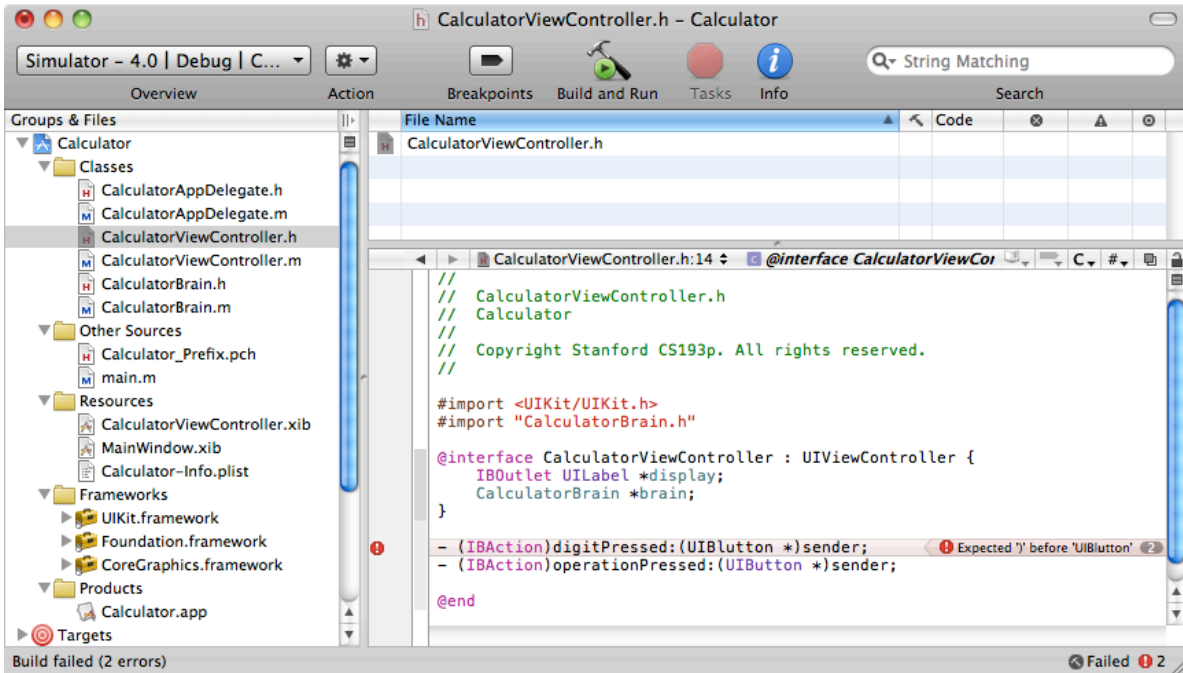 CalculatorViewController.h – Calculator
Simulator – 4.0 | Debug | C...
String Matching
Overview
Action
Breakpoints
Build and Run
Tasks
Info
Search
Groups & Files
Calculator
Classes
CalculatorAppDelegate.h
CalculatorAppDelegate.m
CalculatorViewController.h
CalculatorViewController.m
CalculatorBrain.h
CalculatorBrain.m
Other Sources
Calculator_Prefix.pch
main.m
Resources
CalculatorViewController.xib
MainWindow.xib
Calculator-Info.plist
Frameworks
UIKit.framework
Foundation.framework
CoreGraphics.framework
Products
Calculator.app
Targets
File Name
Code
CalculatorViewController.h
CalculatorViewController.h:14
@interface CalculatorViewCor
C
#
//
//  CalculatorViewController.h
//  Calculator
//
//  Copyright Stanford CS193p. All rights reserved.
//
#import <UIKit/UIKit.h>
#import "CalculatorBrain.h"
@interface CalculatorViewController : UIViewController {
    IBOutlet UILabel *display;
    CalculatorBrain *brain;
}
- (IBAction)digitPressed:(UIBlutton *)sender;
Expected ')' before 'UIBlutton' 2
- (IBAction)operationPressed:(UIButton *)sender;
@end
Build failed (2 errors)
Failed
2